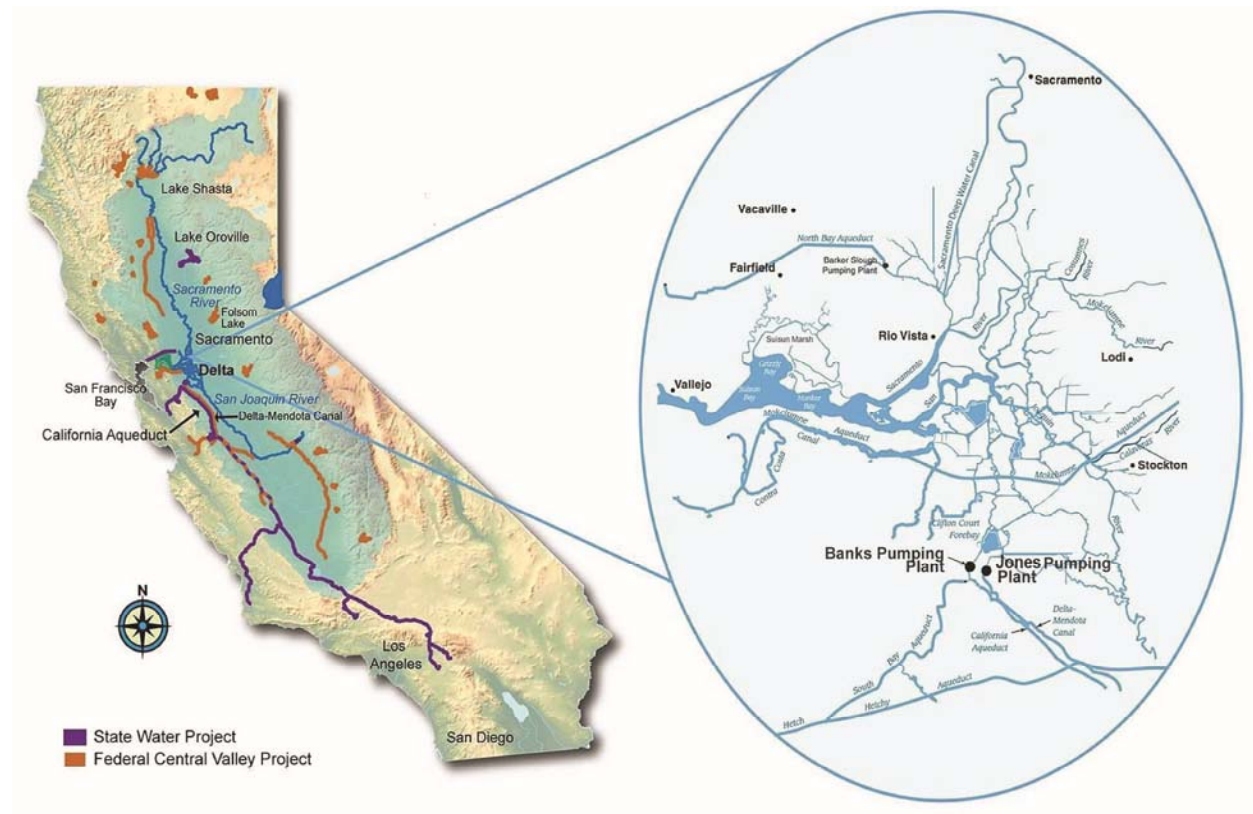 Lake Shasta
Lake Oroville
Sacramento
River
Folsom
Lake
Sacramento
Delta
San Francisco
Bay
San Joaquin River
Delta-Mendota Canal
California Aqueduct
N
Los
Angeles
San Diego
State Water Project
Federal Central Valley Project
Sacramento
Sacramento Deep Water Canal
Vacaville
North Bay Aqueduct
Barker Slough
Pumping Plant
Fairfield
Cosumnes
River
Mokelumne
River
Rio Vista
River
Sacramento
Lodi
Suisun Marsh
Grizzly
Bay
Suisun
Bay
Honker
Bay
Vallejo
San
Mokelumne
Aqueduct
Canal
Costa
Contra
Mokelumne
Aqueduct
Calaveras
River
Stockton
River
Clifton Court
Forebay
Banks Pumping
Plant
Jones Pumping
Plant
Delta-
Mendota
Canal
California
Aqueduct
South Bay Aqueduct
Hetch Hetchy Aqueduct